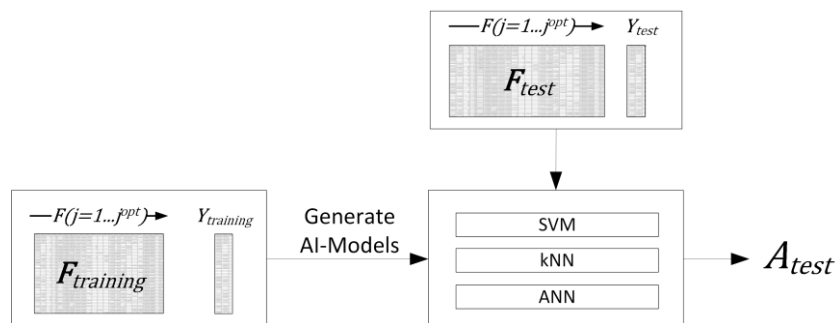 F(j=1...j^opt) Y_test
F_test
F(j=1...j^opt) Y_training
F_training
Generate
AI-Models
SVM
kNN
ANN
A_test